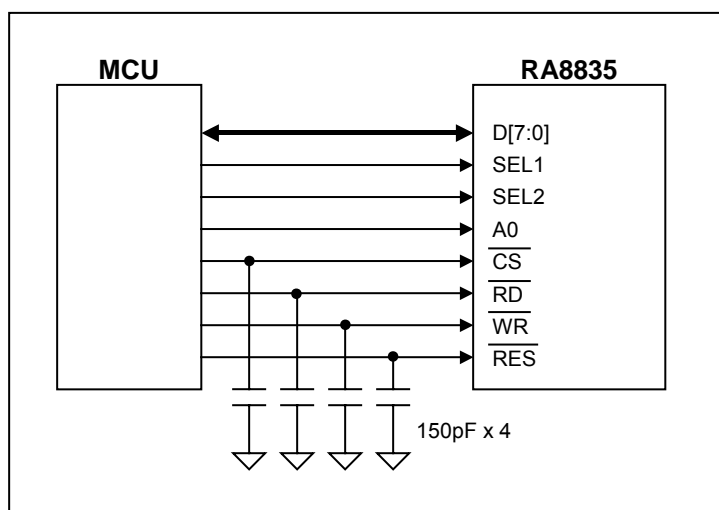 MCU
RA8835
D[7:0]
SEL1
SEL2
A0
CS
RD
WR
RES
150pF x 4